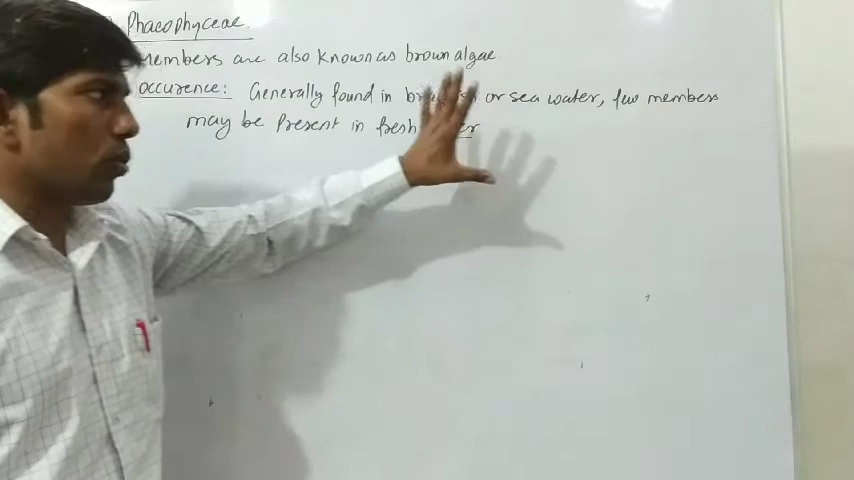 Phaeophyceae.
Members are also known as brown algae.
occurence: Generally found in or sea water, few members
may be Present in fresh